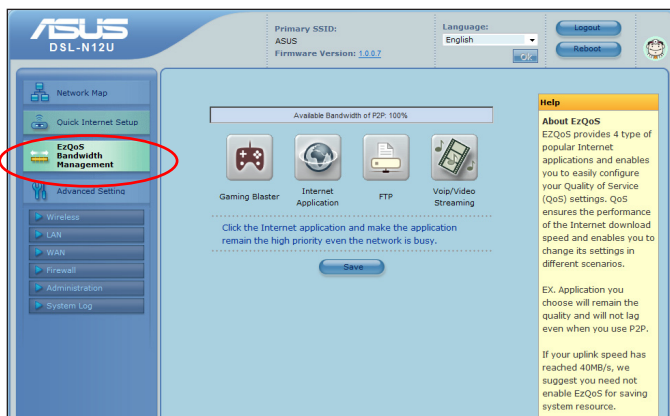 ASUS
DSL-N12U
Primary SSID:
ASUS
Firmware Version: 1.0.0.7
Language:
English
OK
Logout
Reboot
Network Map
Quick Internet Setup
EzQoS
Bandwidth
Management
Advanced Setting
Wireless
LAN
WAN
Firewall
Administration
System Log
Available Bandwidth of P2P: 100%
Gaming Blaster
Internet
Application
FTP
Voip/Video
Streaming
Click the Internet application and make the application
remain the high priority even the network is busy.
Save
Help
About EzQoS
EZQoS provides 4 type of
popular Internet
applications and enables
you to easily configure
your Quality of Service
(QoS) settings. QoS
ensures the performance
of the Internet download
speed and enables you to
change its settings in
different scenarios.
EX. Application you
choose will remain the
quality and will not lag
even when you use P2P.
If your uplink speed has
reached 40MB/s, we
suggest you need not
enable EzQoS for saving
system resource.